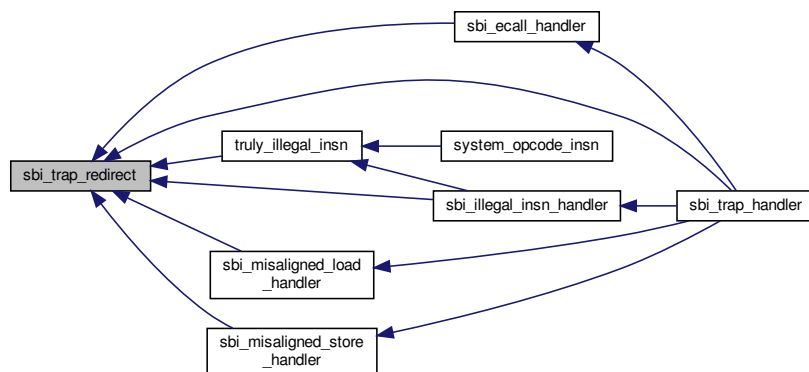 sbi_ecall_handler
truly_illegal_insn
system_opcode_insn
sbi_trap_redirect
sbi_illegal_insn_handler
sbi_trap_handler
sbi_misaligned_load
_handler
sbi_misaligned_store
_handler